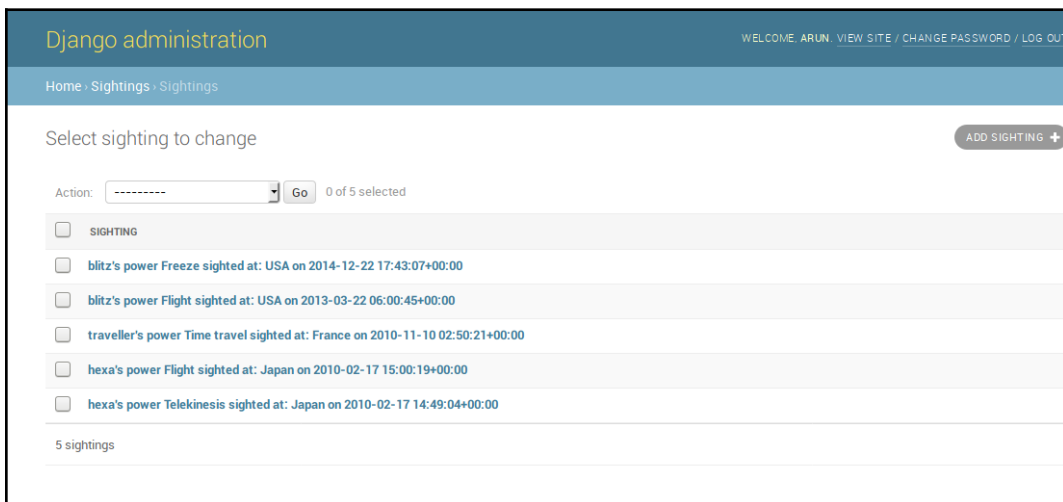 Django administration
WELCOME, ARUN. VIEW SITE / CHANGE PASSWORD / LOG OUT
Home › Sightings › Sightings
Select sighting to change
ADD SIGHTING +
Action: --------- Go 0 of 5 selected
SIGHTING
blitz's power Freeze sighted at: USA on 2014-12-22 17:43:07+00:00
blitz's power Flight sighted at: USA on 2013-03-22 06:00:45+00:00
traveller's power Time travel sighted at: France on 2010-11-10 02:50:21+00:00
hexa's power Flight sighted at: Japan on 2010-02-17 15:00:19+00:00
hexa's power Telekinesis sighted at: Japan on 2010-02-17 14:49:04+00:00
5 sightings